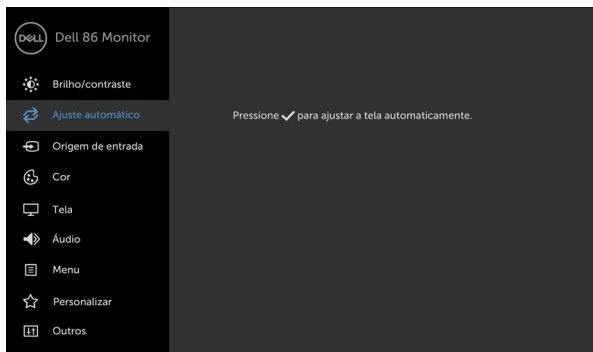 DELL
Dell 86 Monitor
Brilho/contraste
Ajuste automático
Pressione para ajustar a tela automaticamente.
Origem de entrada
Cor
Tela
Áudio
Menu
Personalizar
Outros